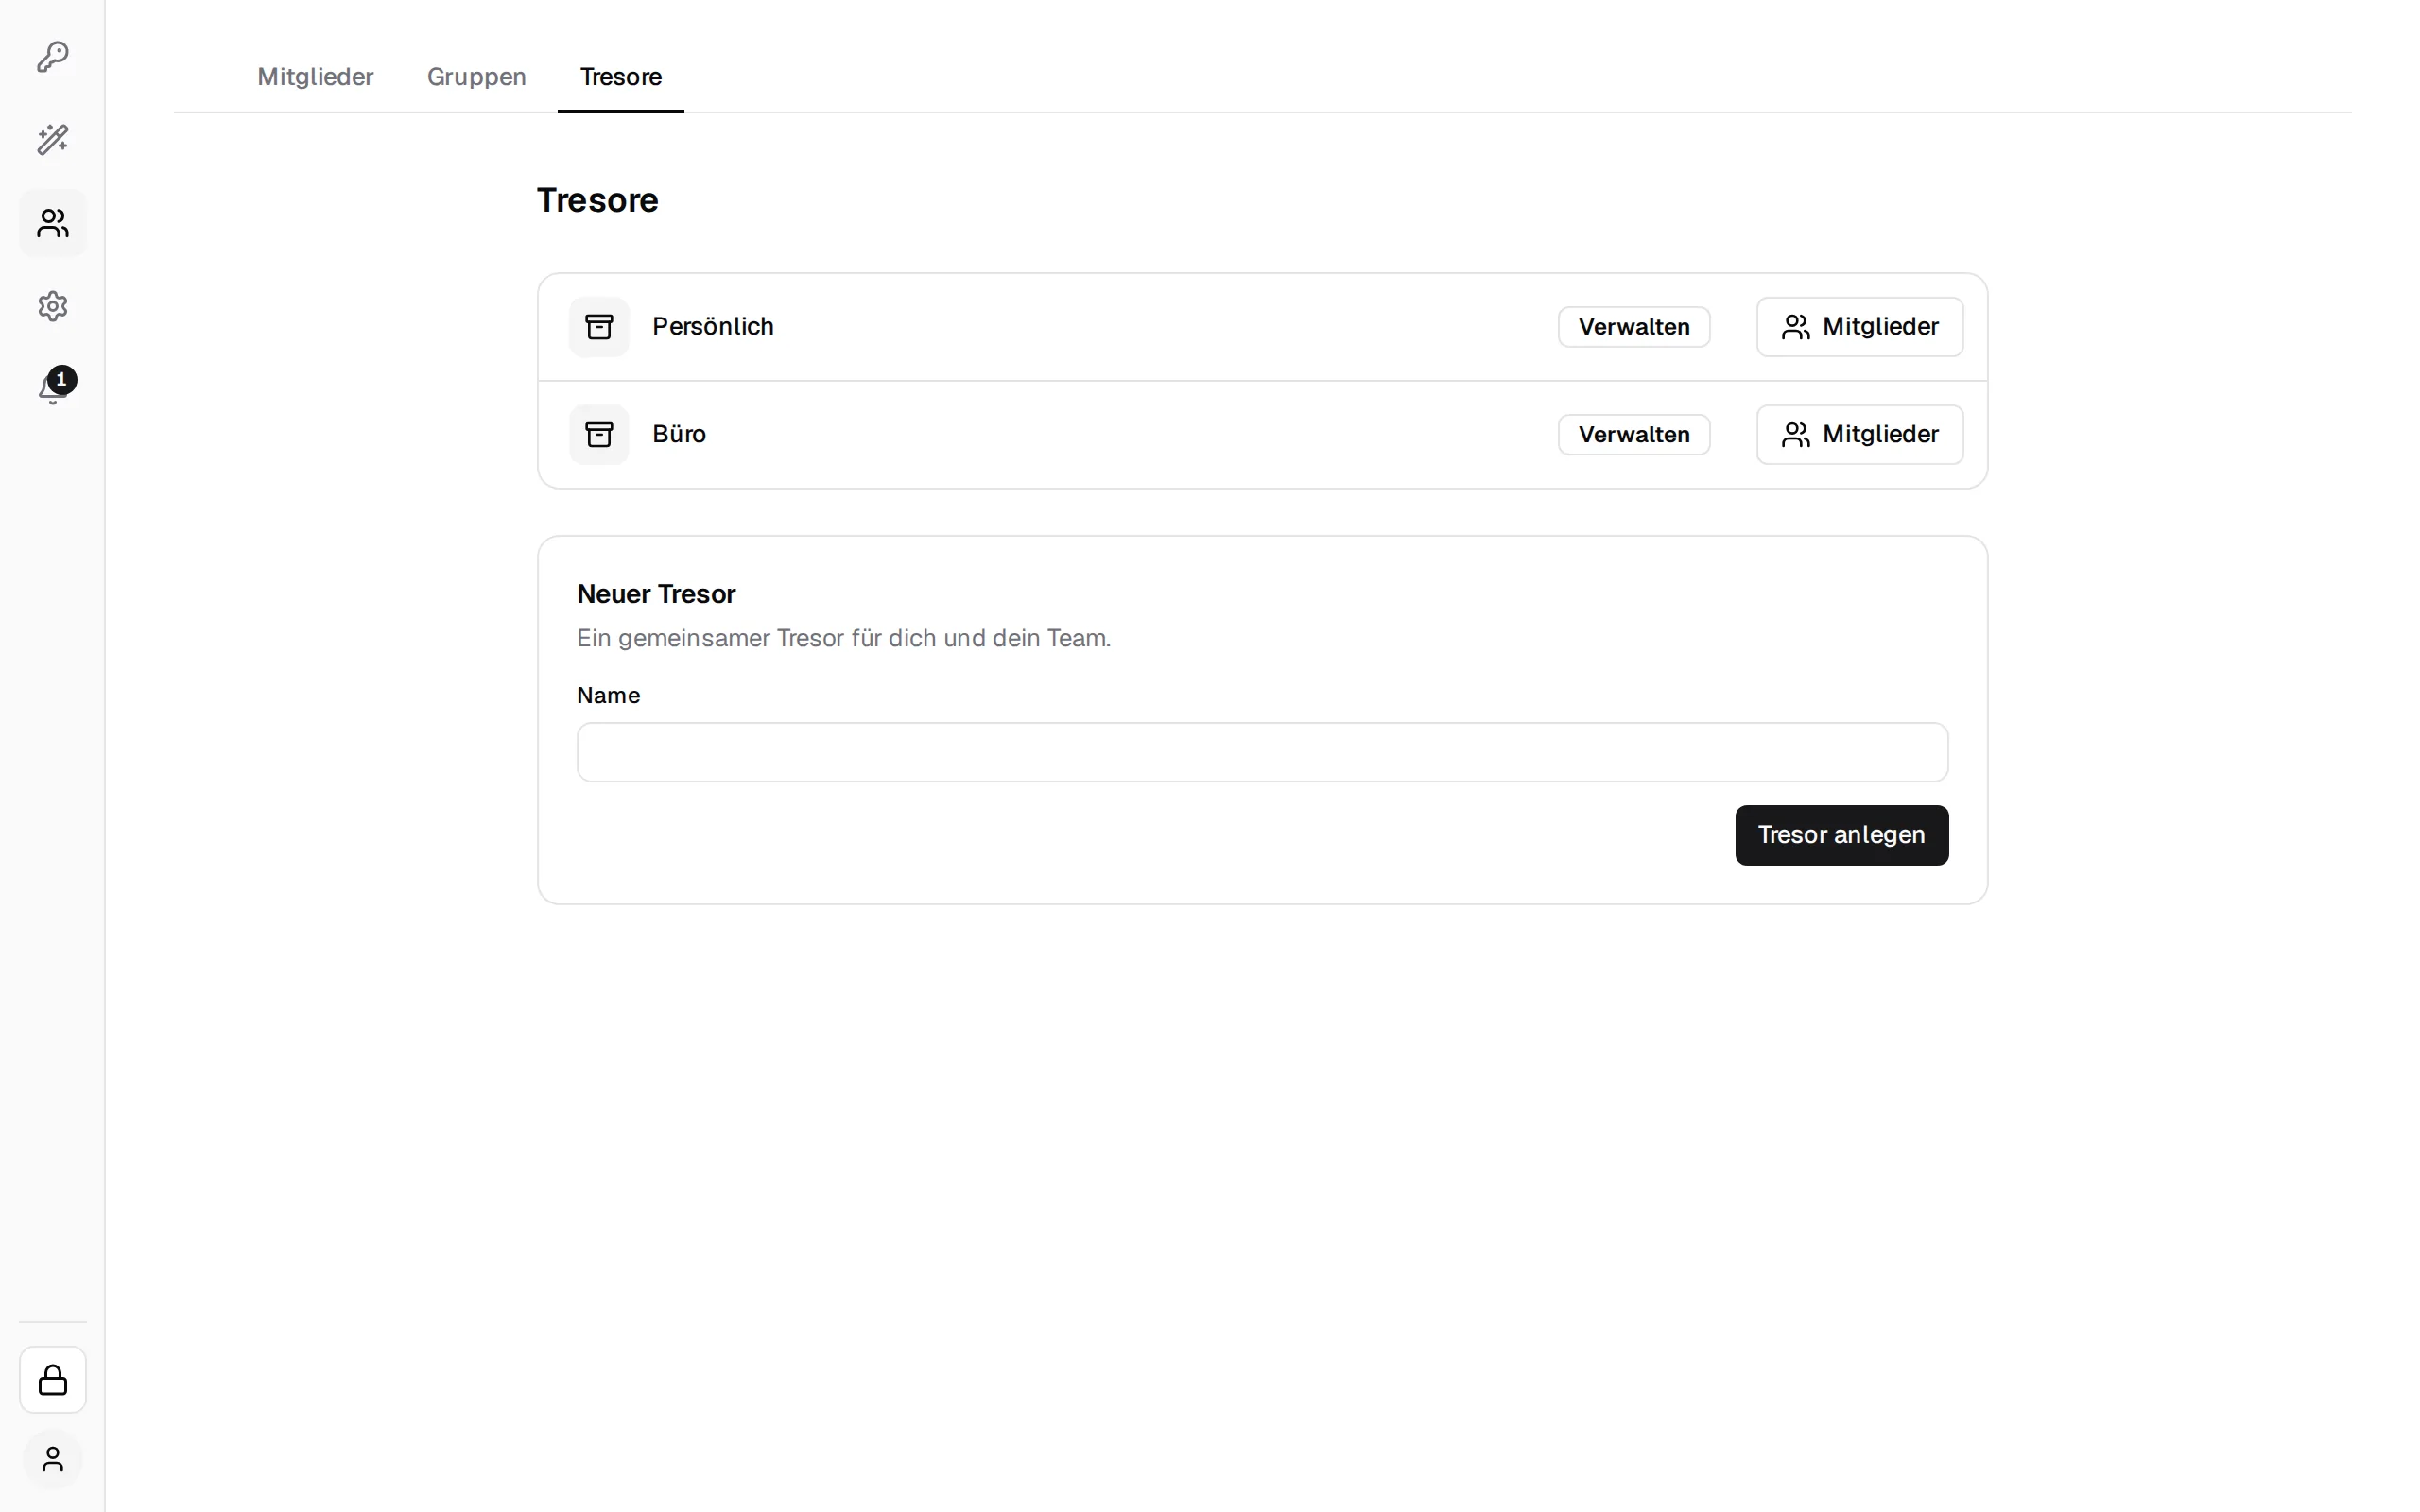 Mitglieder Gruppen Tresore
1
Tresore
Persönlich Verwalten Mitglieder
Büro Verwalten Mitglieder
Neuer Tresor
Ein gemeinsamer Tresor für dich und dein Team.
Name
Tresor anlegen